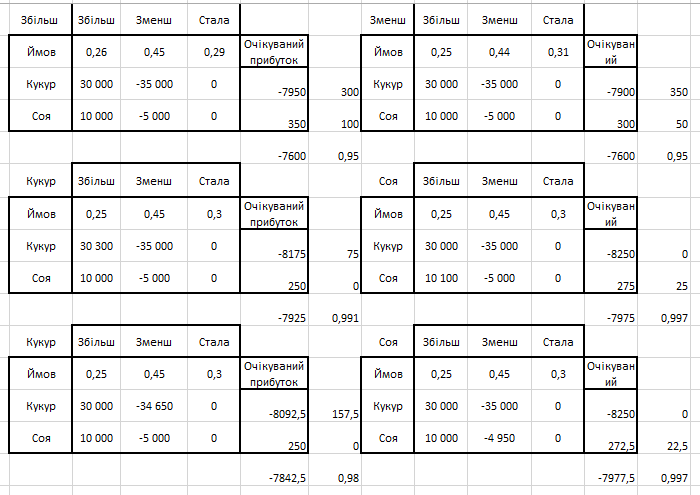 Збільш Збільш Зменш Стала Зменш Збільш Зменш Стала
Ймов 0,26 0,45 0,29 Очікуваний прибуток Ймов 0,25 0,44 0,31 Очікуван ий
Кукур 30 000 -35 000 0 -7950 300 Кукур 30 000 -35 000 0 -7900 350
Соя 10 000 -5 000 0 350 100 Соя 10 000 -5 000 0 300 50
-7600 0,95 -7600 0,95
Кукур Збільш Зменш Стала Соя Збільш Зменш Стала
Ймов 0,25 0,45 0,3 Очікуваний прибуток Ймов 0,25 0,45 0,3 Очікуван ий
Кукур 30 300 -35 000 0 -8175 75 Кукур 30 000 -35 000 0 -8250 0
Соя 10 000 -5 000 0 250 0 Соя 10 100 -5 000 0 275 25
-7925 0,991 -7975 0,997
Кукур Збільш Зменш Стала Соя Збільш Зменш Стала
Ймов 0,25 0,45 0,3 Очікуваний прибуток Ймов 0,25 0,45 0,3 Очікуван ий
Кукур 30 000 -34 650 0 -8092,5 157,5 Кукур 30 000 -35 000 0 -8250 0
Соя 10 000 -5 000 0 250 0 Соя 10 000 -4 950 0 272,5 22,5
-7842,5 0,98 -7977,5 0,997